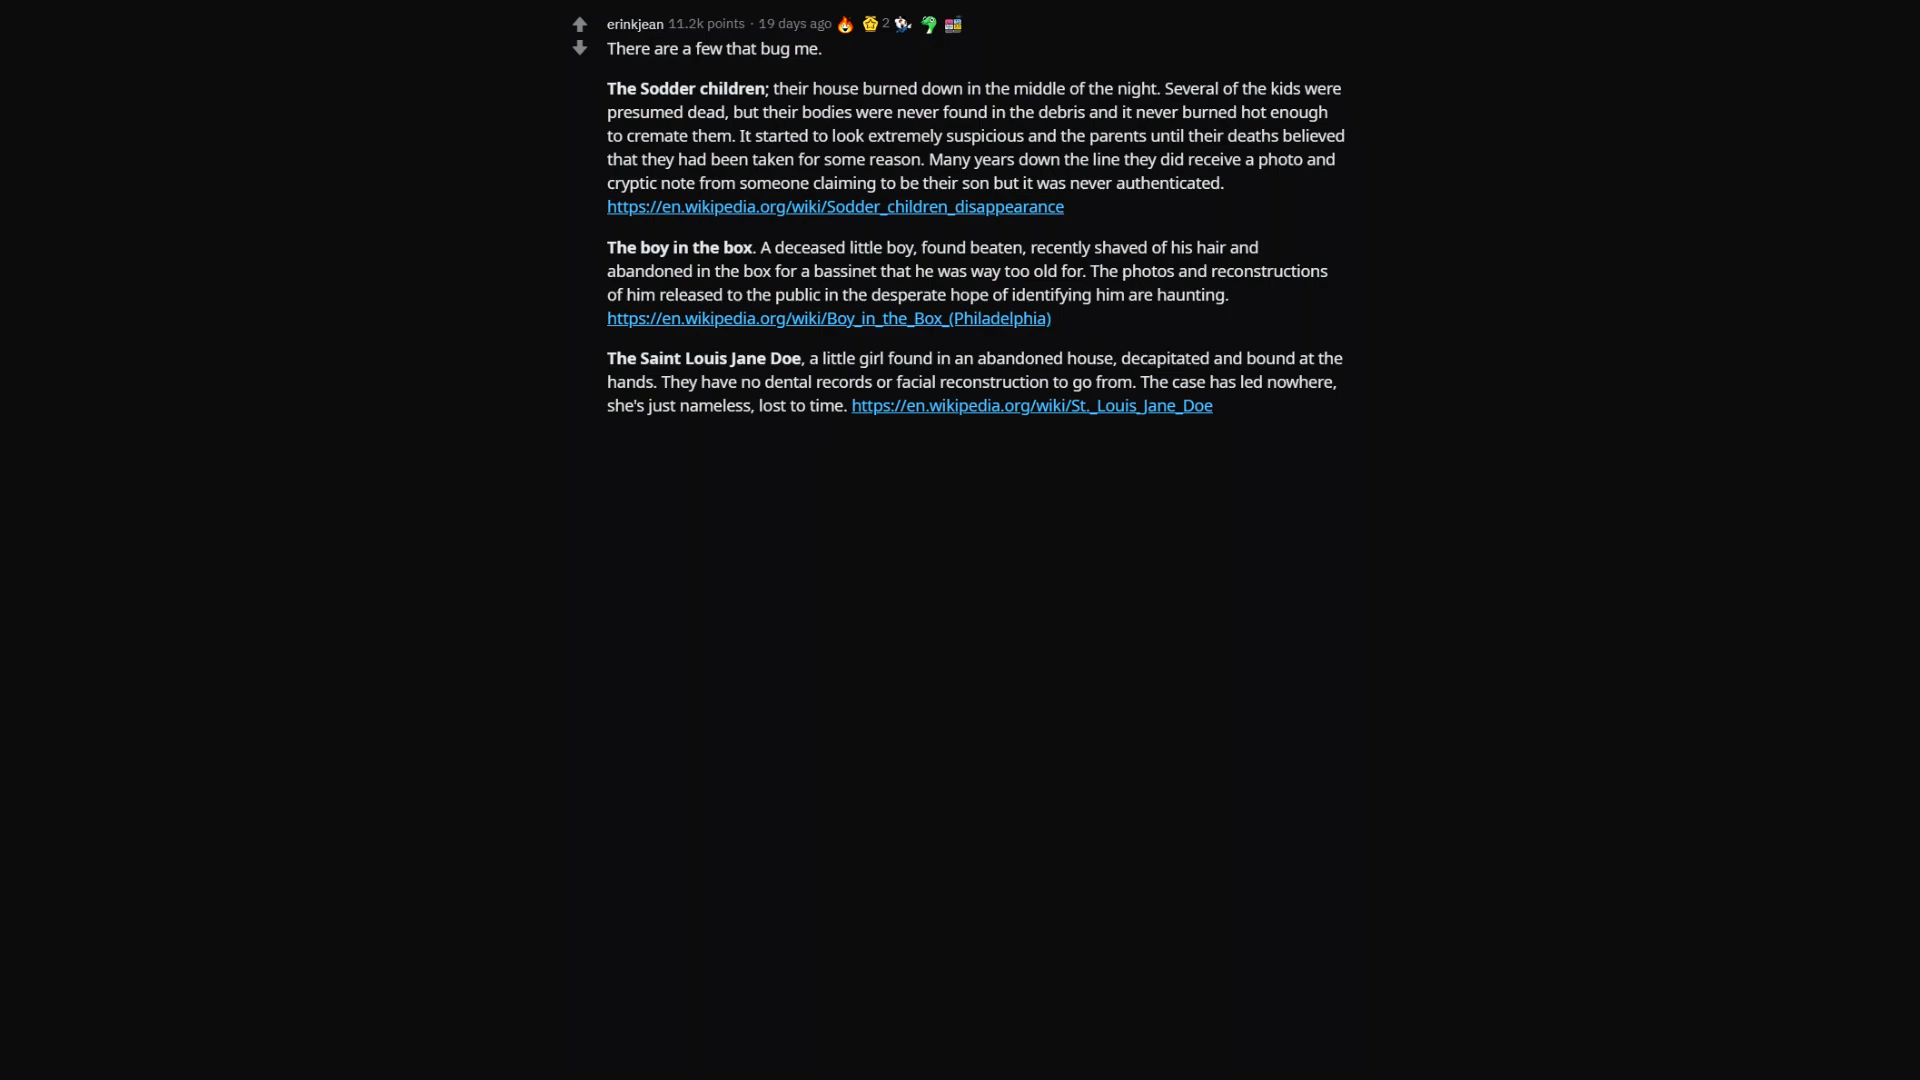 erinkjean 11.2k points · 19 days ago 2
There are a few that bug me.
The Sodder children; their house burned down in the middle of the night. Several of the kids were
presumed dead, but their bodies were never found in the debris and it never burned hot enough
to cremate them. It started to look extremely suspicious and the parents until their deaths believed
that they had been taken for some reason. Many years down the line they did receive a photo and
cryptic note from someone claiming to be their son but it was never authenticated.
https://en.wikipedia.org/wiki/Sodder_children_disappearance
The boy in the box. A deceased little boy, found beaten, recently shaved of his hair and
abandoned in the box for a bassinet that he was way too old for. The photos and reconstructions
of him released to the public in the desperate hope of identifying him are haunting.
https://en.wikipedia.org/wiki/Boy_in_the_Box_(Philadelphia)
The Saint Louis Jane Doe, a little girl found in an abandoned house, decapitated and bound at the
hands. They have no dental records or facial reconstruction to go from. The case has led nowhere,
she's just nameless, lost to time. https://en.wikipedia.org/wiki/St._Louis_Jane_Doe